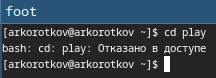 foot
[arkorotkov@arkorotkov ~]$ cd play
bash: cd: play: Отказано в доступе
[arkorotkov@arkorotkov ~]$